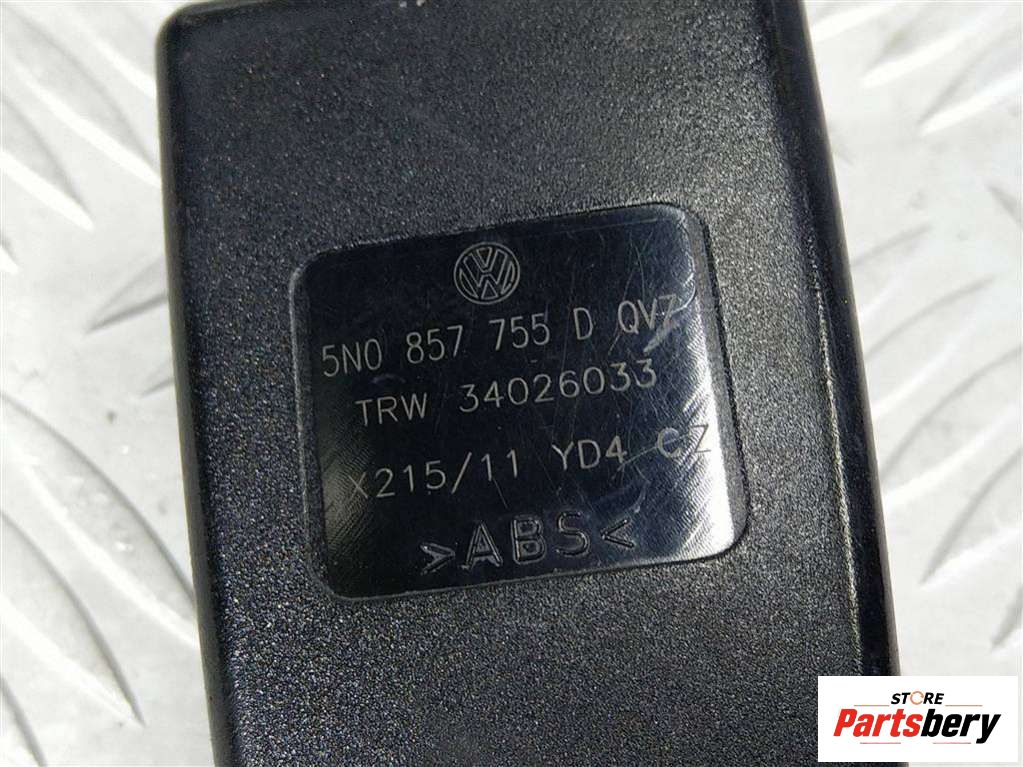 5N0 857 755 D QVZ
TRW 34026033
X215/11 YD4 CZ
>ABS<
STORE
Partsbery